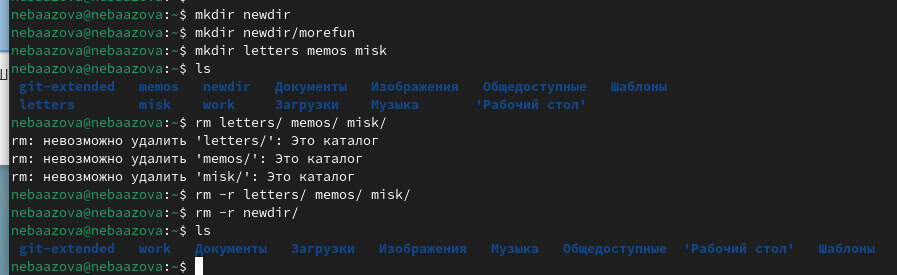 nebaazova@nebaazova:~$ mkdir newdir
nebaazova@nebaazova:~$ mkdir newdir/morefun
nebaazova@nebaazova:~$ mkdir letters memos misk
nebaazova@nebaazova:~$ ls
git-extended memos newdir Документы Изображения Общедоступные Шаблоны
letters misk work Загрузки Музыка 'Рабочий стол'
nebaazova@nebaazova:~$ rm letters/ memos/ misk/
rm: невозможно удалить 'letters/': Это каталог
rm: невозможно удалить 'memos/': Это каталог
rm: невозможно удалить 'misk/': Это каталог
nebaazova@nebaazova:~$ rm -r letters/ memos/ misk/
nebaazova@nebaazova:~$ rm -r newdir/
nebaazova@nebaazova:~$ ls
git-extended work Документы Загрузки Изображения Музыка Общедоступные 'Рабочий стол' Шаблоны
nebaazova@nebaazova:~$